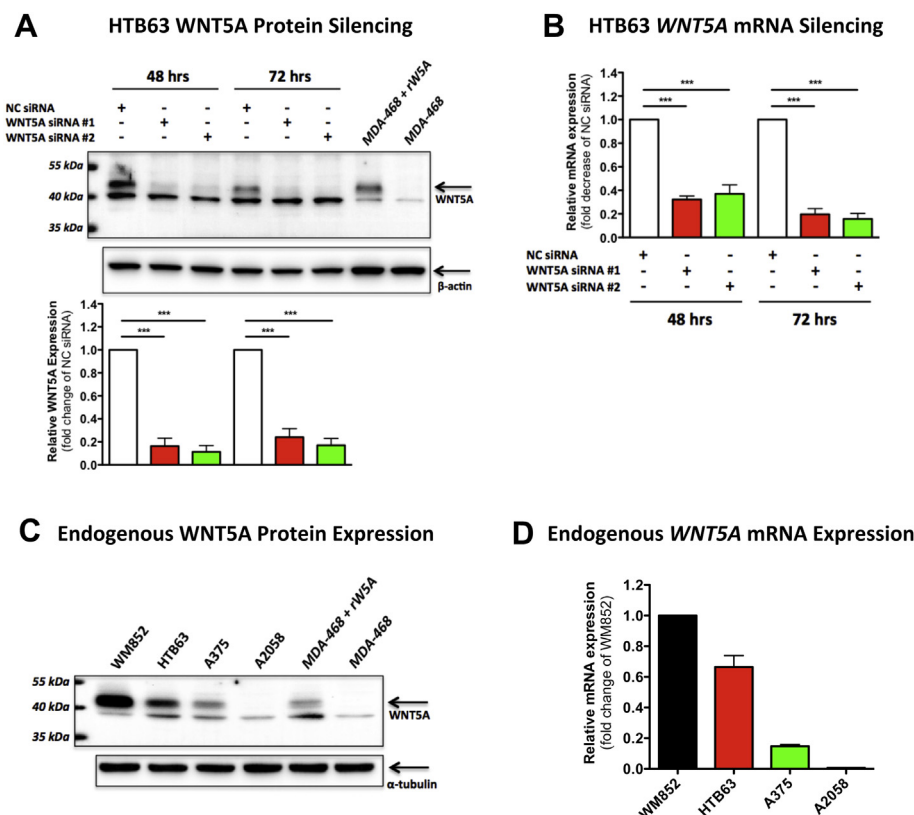 A HTB63 WNT5A Protein Silencing
48 hrs 72 hrs
MDA-468 + rW5A
MDA-468
NC siRNA + - - + - -
WNT5A siRNA #1 - + - - + -
WNT5A siRNA #2 - - + - - +
55 kDa
40 kDa
35 kDa
WNT5A
β-actin
Relative WNT5A Expression
(fold change of NC siRNA)
1.4
1.2
1.0
0.8
0.6
0.4
0.2
0.0
*** ***
*** ***
B HTB63 WNT5A mRNA Silencing
Relative mRNA expression
(fold decrease of NC siRNA)
1.4
1.2
1.0
0.8
0.6
0.4
0.2
0.0
*** ***
*** ***
NC siRNA + - - + - -
WNT5A siRNA #1 - + - - + -
WNT5A siRNA #2 - - + - - +
48 hrs 72 hrs
C Endogenous WNT5A Protein Expression
WM852
HTB63
A375
A2058
MDA-468 + rW5A
MDA-468
55 kDa
40 kDa
35 kDa
WNT5A
α-tubulin
D Endogenous WNT5A mRNA Expression
Relative mRNA expression
(fold change of WM852)
1.2
1.0
0.8
0.6
0.4
0.2
0.0
WM852
HTB63
A375
A2058